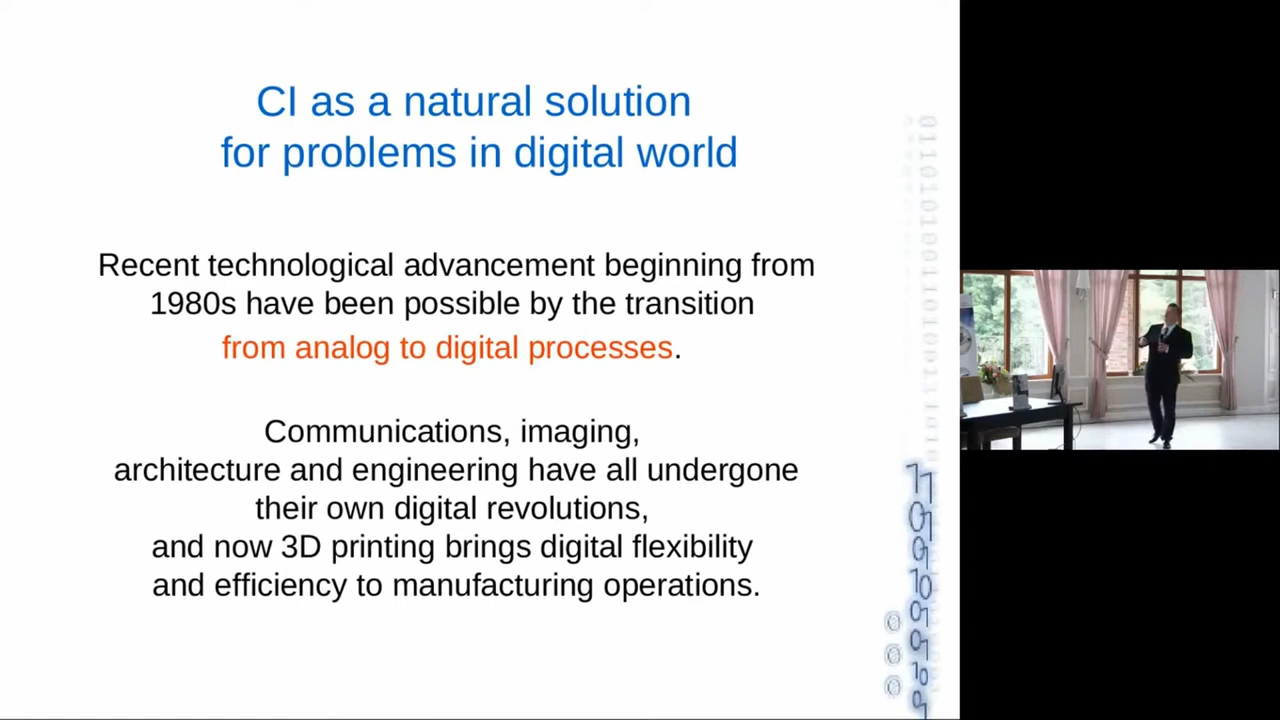 CI as a natural solution
for problems in digital world
Recent technological advancement beginning from
1980s have been possible by the transition
from analog to digital processes.
Communications, imaging,
architecture and engineering have all undergone
their own digital revolutions,
and now 3D printing brings digital flexibility
and efficiency to manufacturing operations.